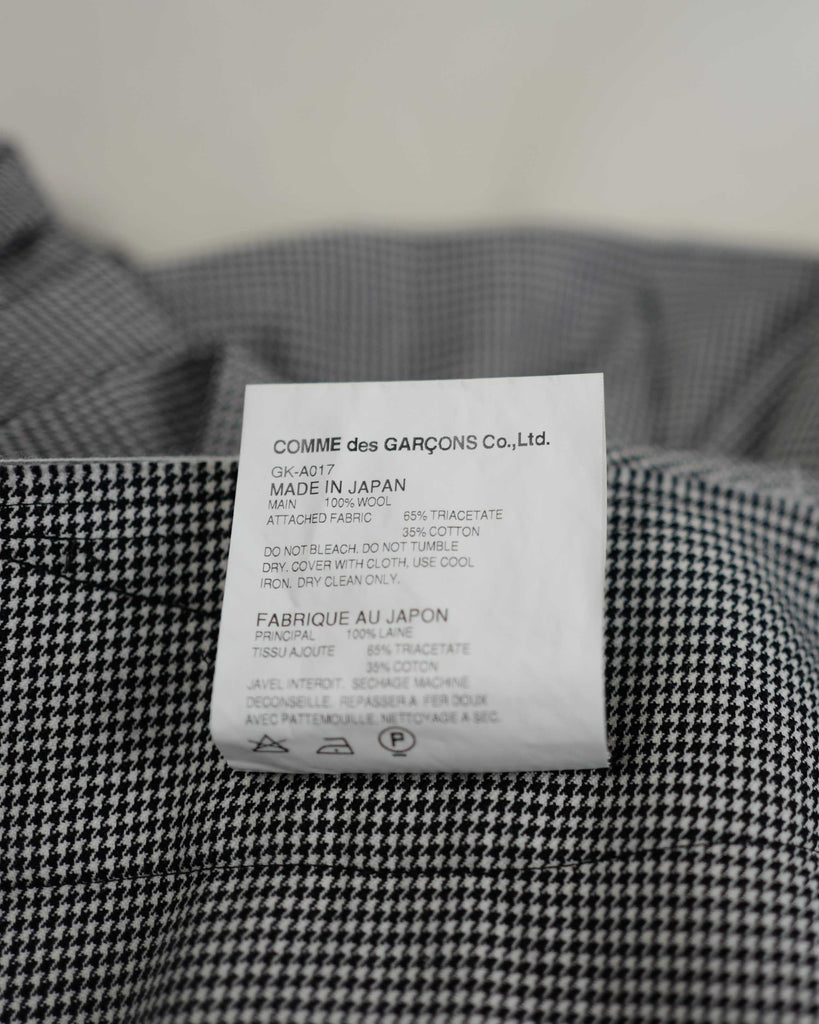 COMME des GARÇONS Co.,Ltd.
GK-A017
MADE IN JAPAN
MAIN 100% WOOL
ATTACHED FABRIC 65% TRIACETATE
35% COTTON
DO NOT BLEACH. DO NOT TUMBLE
DRY. COVER WITH CLOTH, USE COOL
IRON. DRY CLEAN ONLY.
FABRIQUE AU JAPON
PRINCIPAL 100% LAINE
TISSU AJOUTE 65% TRIACETATE
35% COTON
JAVEL INTERDIT. SECHAGE MACHINE
DECONSEILLE. REPASSER A FER DOUX
AVEC PATTEMOUILLE. NETTOYAGE A SEC.
P